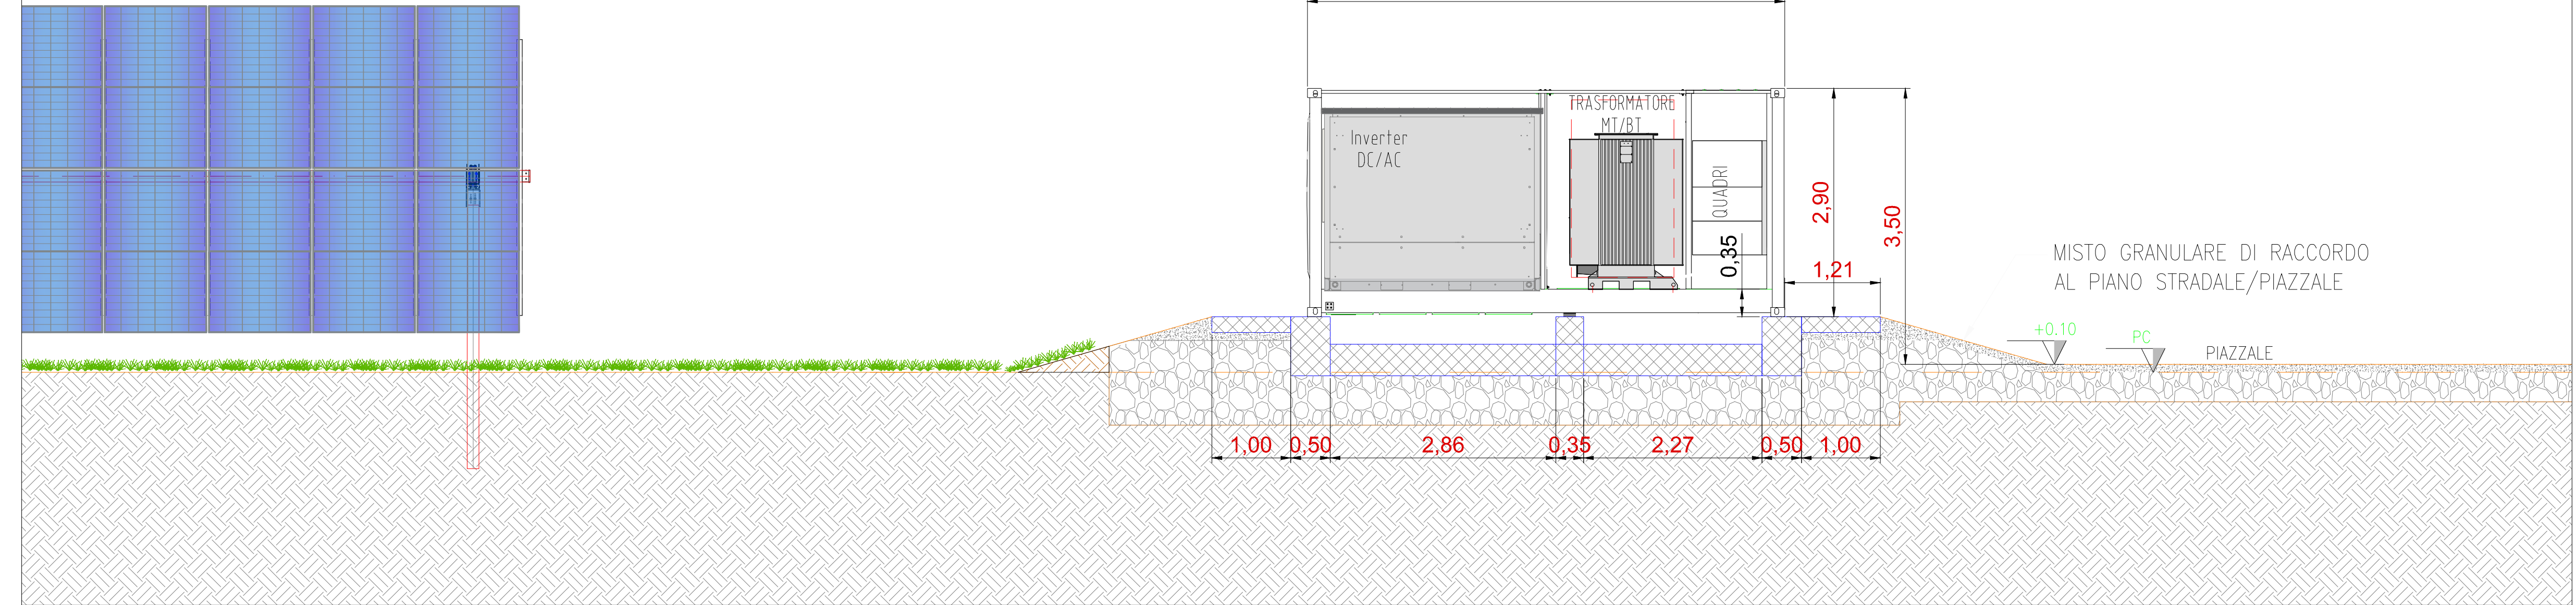 TRASFORMATORE
MT/BT
Inverter
DC/AC
QUADRI
0,35
2,90
3,50
1,21
MISTO GRANULARE DI RACCORDO
AL PIANO STRADALE/PIAZZALE
+0.10
PC
PIAZZALE
1,00 0,50 2,86 0,35 2,27 0,50 1,00